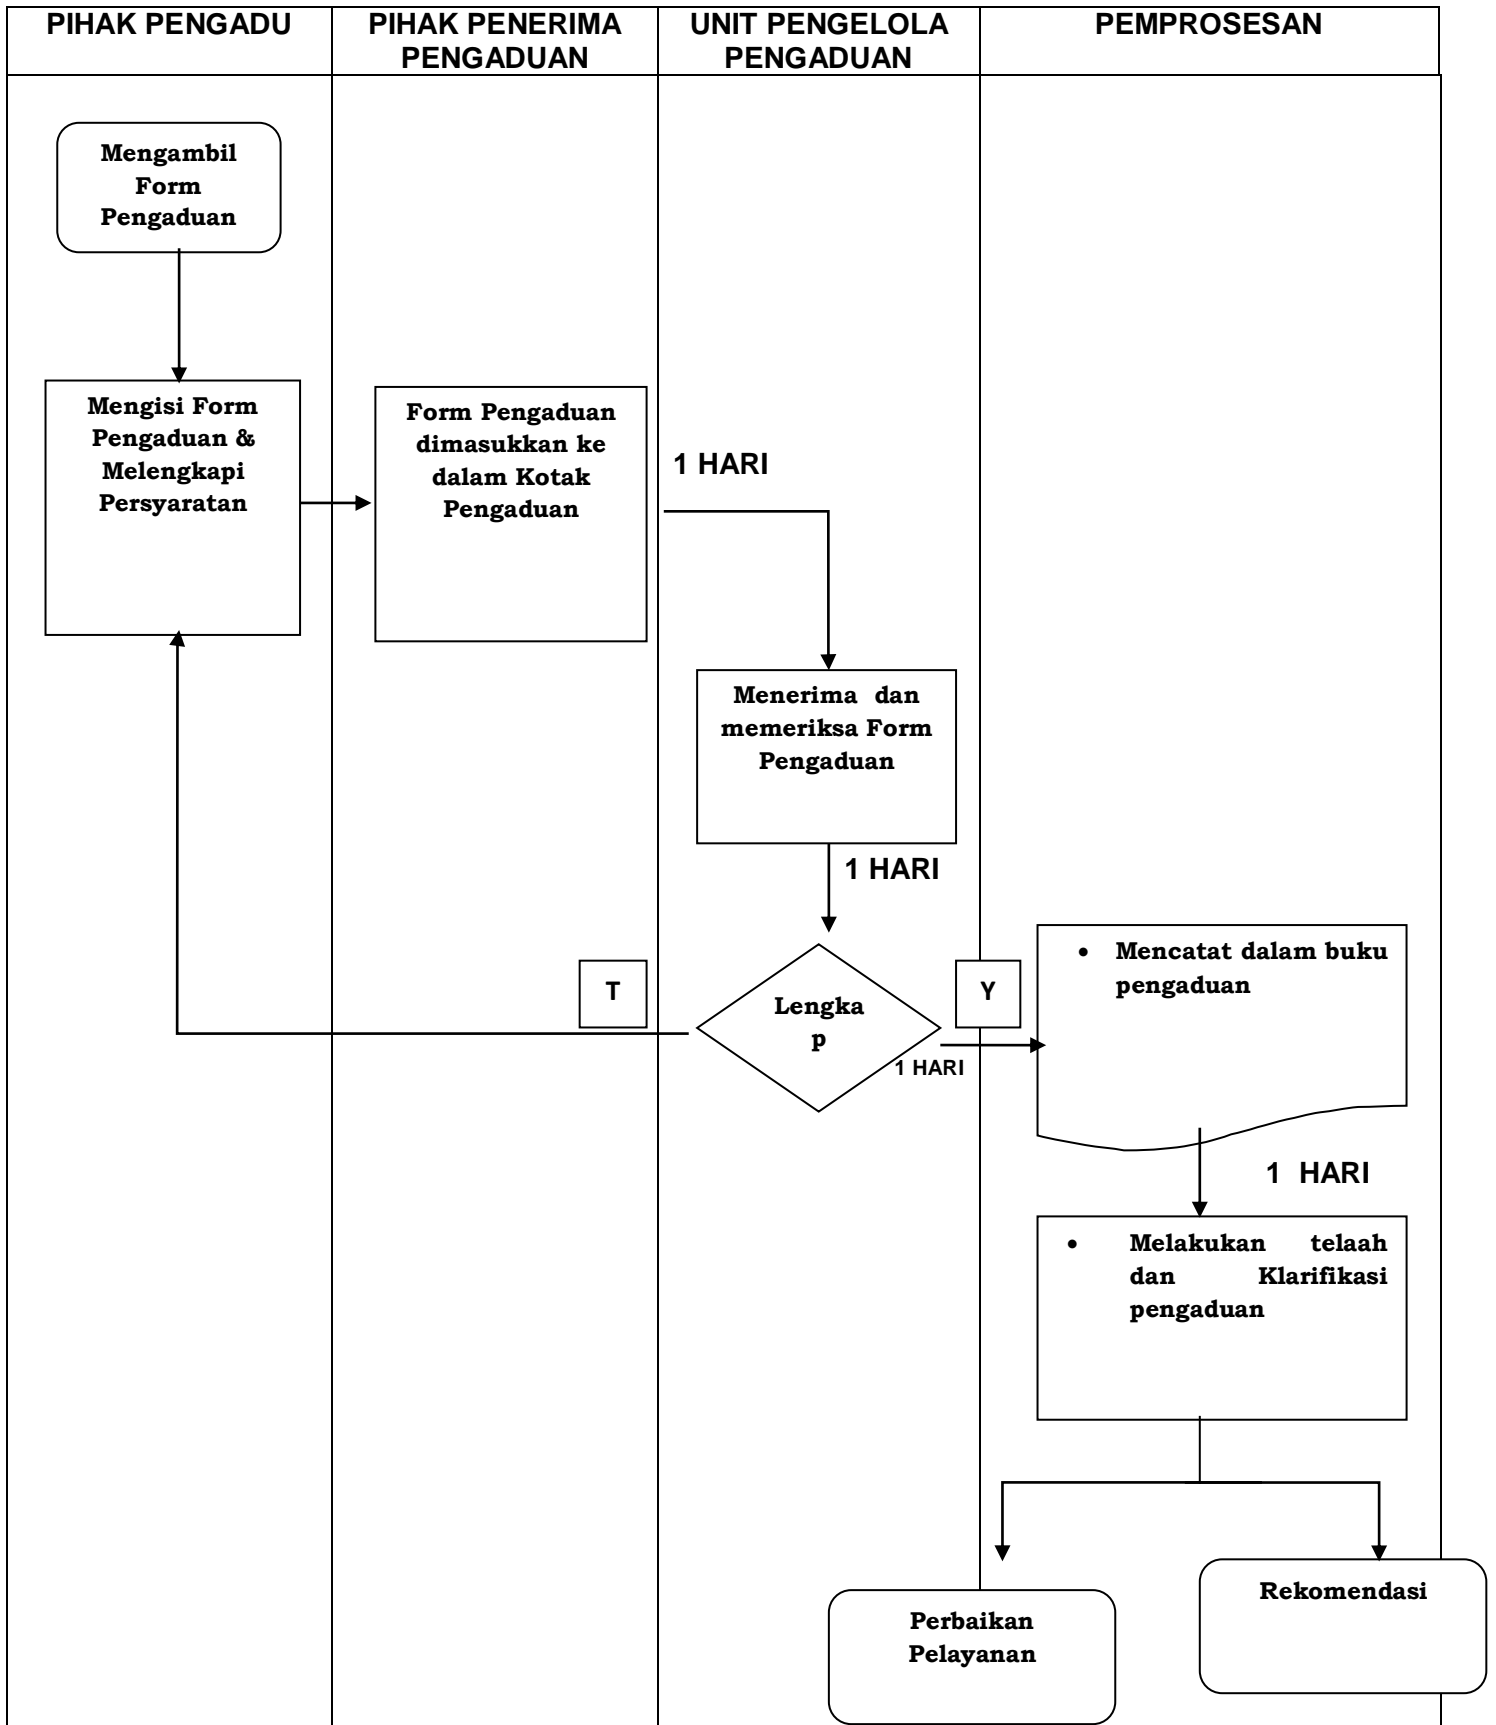 PIHAK PENGADU
PIHAK PENERIMA
PENGADUAN
UNIT PENGELOLA
PENGADUAN
PEMPROSESAN
Mengambil
Form
Pengaduan
Mengisi Form
Pengaduan &
Melengkapi
Persyaratan
Form Pengaduan
dimasukkan ke
dalam Kotak
Pengaduan
1 HARI
Menerima dan
memeriksa Form
Pengaduan
1 HARI
T
Lengka
p
Y
1 HARI
• Mencatat dalam buku
pengaduan
1 HARI
• Melakukan telaah
dan Klarifikasi
pengaduan
Perbaikan
Pelayanan
Rekomendasi